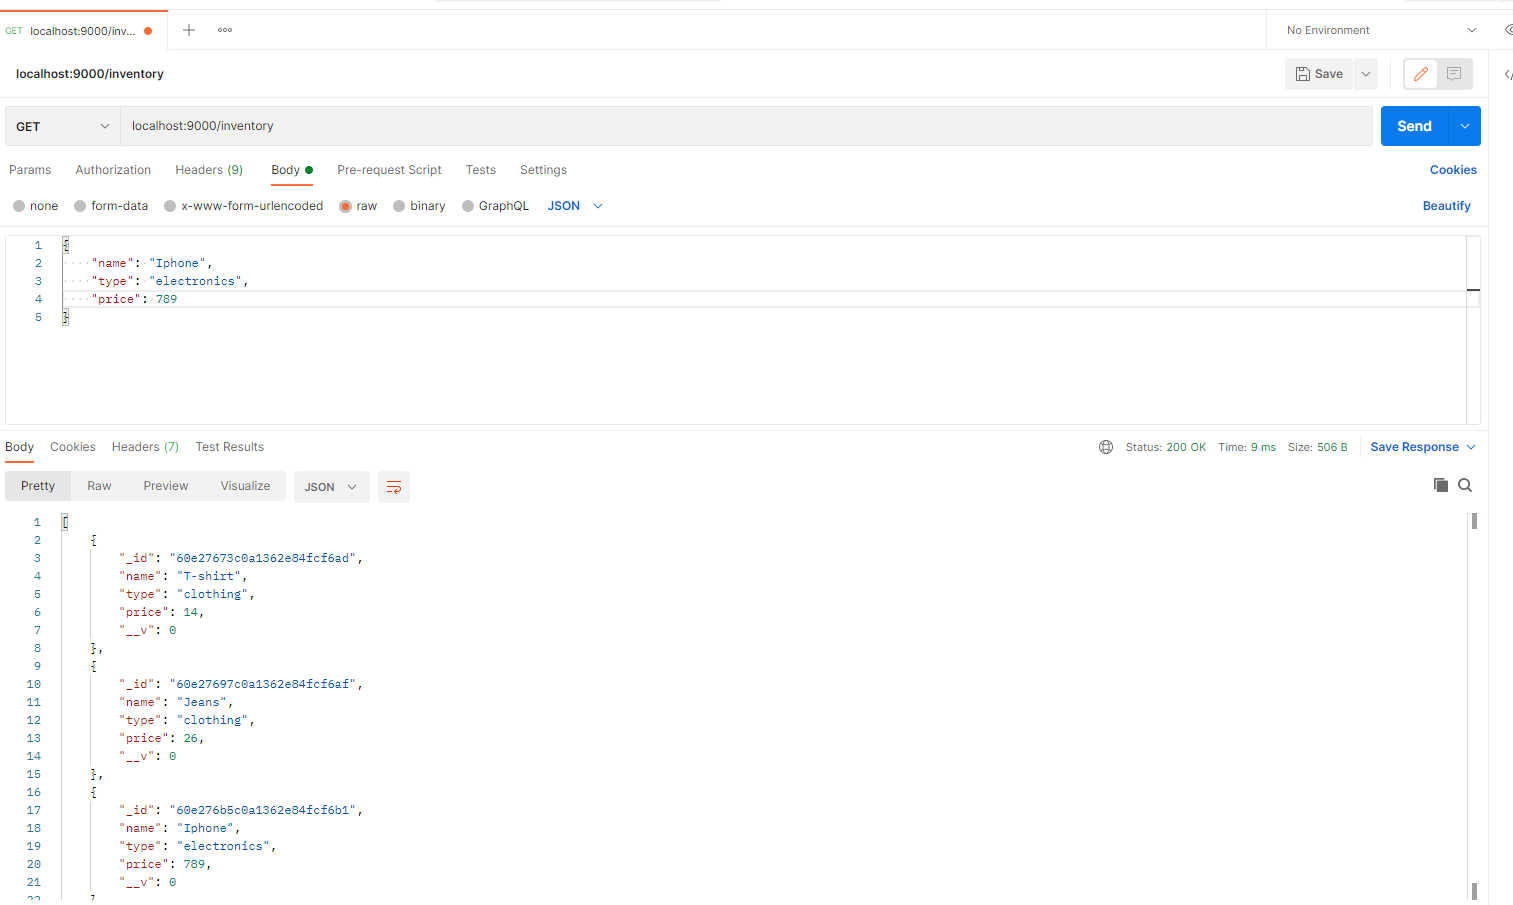 GET localhost:9000/inv...
No Environment
localhost:9000/inventory
Save
GET localhost:9000/inventory Send
Params Authorization Headers (9) Body Pre-request Script Tests Settings Cookies
none form-data x-www-form-urlencoded raw binary GraphQL JSON Beautify
1 {
2 "name": "Iphone",
3 "type": "electronics",
4 "price": 789
5 }
Body Cookies Headers (7) Test Results Status: 200 OK Time: 9 ms Size: 506 B Save Response
Pretty Raw Preview Visualize JSON
1 [
2 {
3 "_id": "60e27673c0a1362e84fcf6ad",
4 "name": "T-shirt",
5 "type": "clothing",
6 "price": 14,
7 "__v": 0
8 },
9 {
10 "_id": "60e27697c0a1362e84fcf6af",
11 "name": "Jeans",
12 "type": "clothing",
13 "price": 26,
14 "__v": 0
15 },
16 {
17 "_id": "60e276b5c0a1362e84fcf6b1",
18 "name": "Iphone",
19 "type": "electronics",
20 "price": 789,
21 "__v": 0
22 }